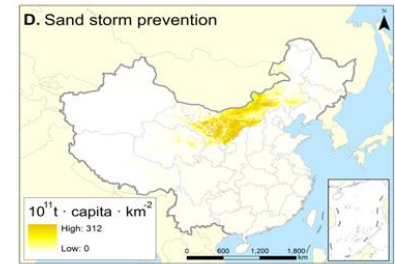 D. Sand storm prevention
N
10¹¹t · capita · km⁻²
High: 312
Low: 0
0 600 1,200 1,800
km